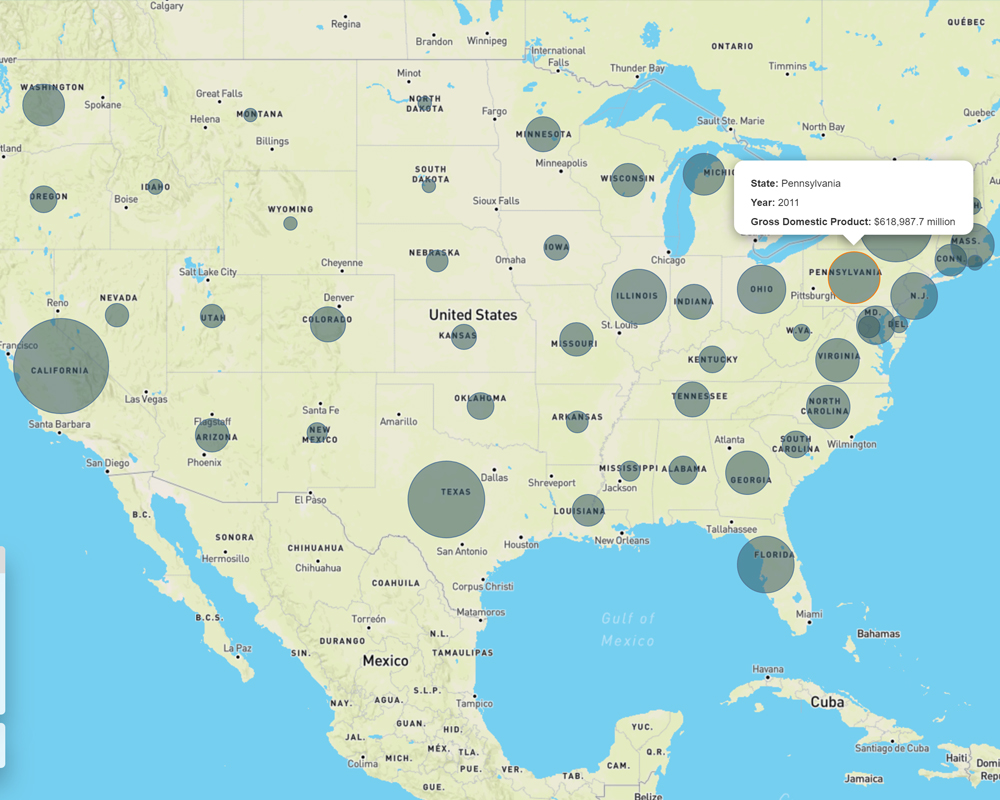 Calgary
Regina
Brandon
Winnipeg
QUÉBEC
ONTARIO
International
Falls
Thunder Bay
Timmins
Minot
WASHINGTON
Spokane
Great Falls
Helena
MONTANA
NORTH
DAKOTA
Fargo
Quebec
Sault Ste. Marie
North Bay
Billings
MINNESOTA
Minneapolis
SOUTH
DAKOTA
WISCONSIN
State: Pennsylvania
Year: 2011
Gross Domestic Product: $618,987.7 million
OREGON
IDAHO
Boise
WYOMING
Sioux Falls
MASS.
CONN.
NEBRASKA
IOWA
Omaha
Chicago
Cheyenne
Salt Lake City
PENNSYLVANIA
Pittsburgh
OHIO
N.J.
ILLINOIS
INDIANA
NEVADA
Reno
Denver
COLORADO
UTAH
United States
KANSAS
St. Louis
MISSOURI
W.VA.
MD.
DEL.
KENTUCKY
VIRGINIA
Francisco
CALIFORNIA
Las Vegas
Santa Barbara
San Diego
Flagstaff
ARIZONA
Phoenix
Santa Fe
NEW
MEXICO
Amarillo
OKLAHOMA
ARKANSAS
TENNESSEE
NORTH
CAROLINA
SOUTH
CAROLINA
Wilmington
Atlanta
GEORGIA
MISSISSIPPI
ALABAMA
Jackson
Shreveport
Dallas
TEXAS
El Paso
LOUISIANA
New Orleans
Tallahassee
Houston
San Antonio
FLORIDA
Miami
B.C.
SONORA
Hermosillo
CHIHUAHUA
Chihuahua
COAHUILA
Corpus Christi
Matamoros
Gulf of
Mexico
Bahamas
B.C.S.
La Paz
SIN.
Torreón
DURANGO
N.L.
TAMAULIPAS
Mexico
Havana
Cuba
S.L.P.
Tampico
NAY.
AGUA.
GUAN.
HID.
JAL.
MÉX.
TLA.
MICH.
Colima
PUE.
VER.
TAB.
GUE.
YUC.
Q.R.
CAM.
Belize
Santiago de Cuba
Haiti
Jamaica